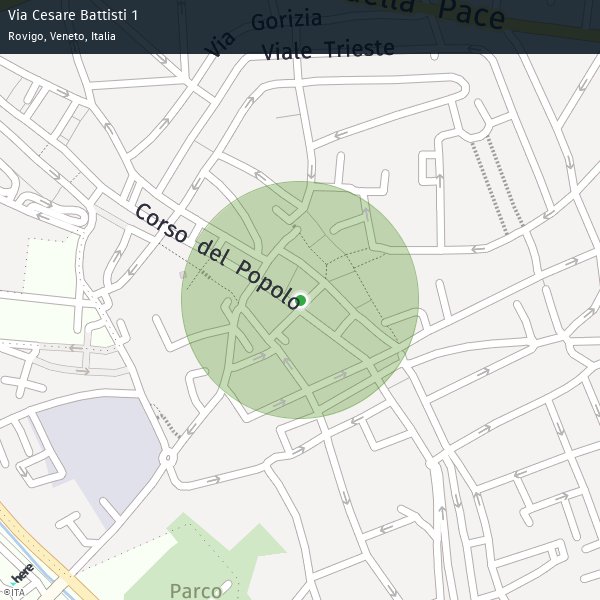 Via Cesare Battisti 1
Rovigo, Veneto, Italia
della Pace
Via Gorizia
Viale Trieste
Corso del Popolo
Parco
here
©ITA